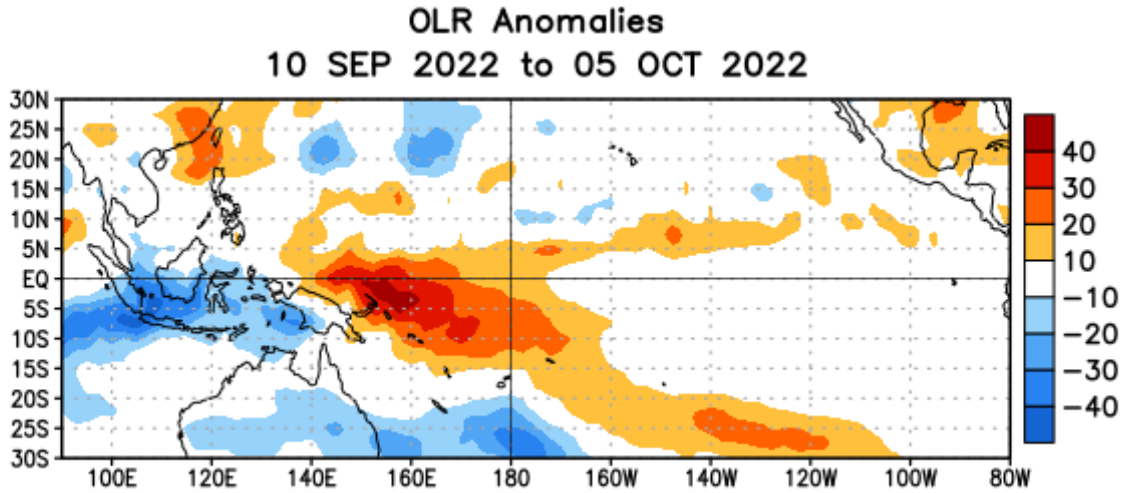 OLR Anomalies
10 SEP 2022 to 05 OCT 2022
30N
25N
20N
15N
10N
5N
EQ
5S
10S
15S
20S
25S
30S
100E 120E 140E 160E 180 160W 140W 120W 100W 80W
40
30
20
10
−10
−20
−30
−40